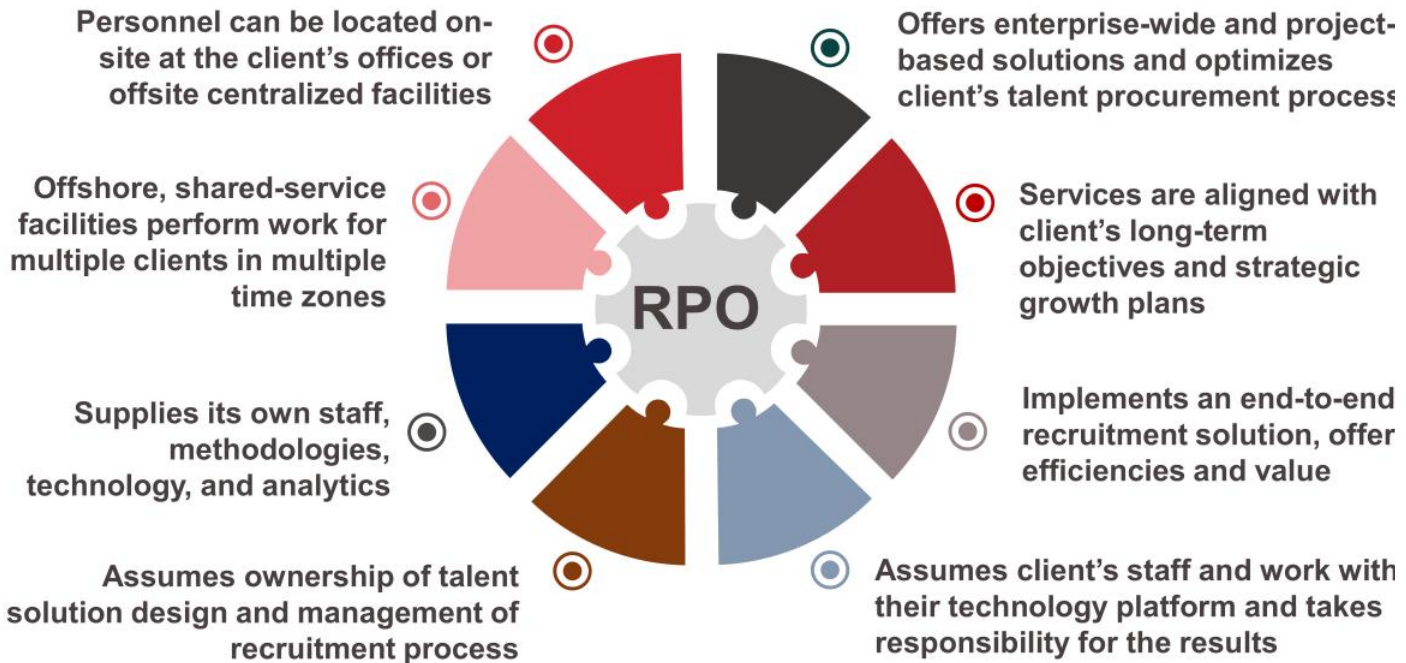 Personnel can be located on-
site at the client's offices or
offsite centralized facilities
Offers enterprise-wide and project-
based solutions and optimizes
client's talent procurement process
Offshore, shared-service
facilities perform work for
multiple clients in multiple
time zones
Services are aligned with
client's long-term
objectives and strategic
growth plans
RPO
Supplies its own staff,
methodologies,
technology, and analytics
Implements an end-to-end
recruitment solution, offer
efficiencies and value
Assumes ownership of talent
solution design and management of
recruitment process
Assumes client's staff and work with
their technology platform and takes
responsibility for the results